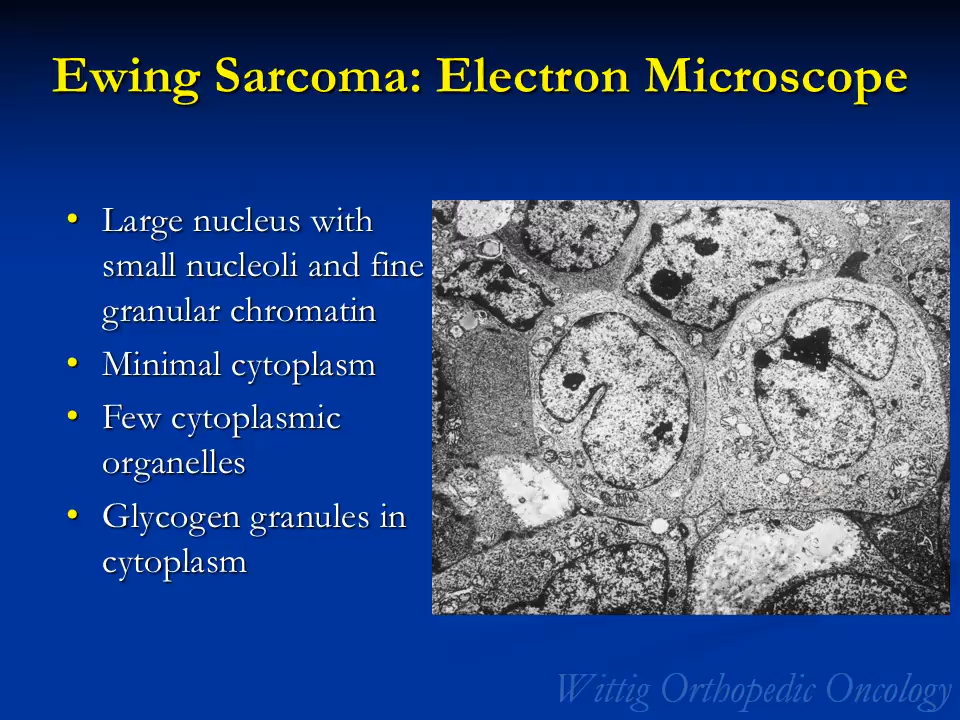 Ewing Sarcoma: Electron Microscope
• Large nucleus with
small nucleoli and fine
granular chromatin
• Minimal cytoplasm
• Few cytoplasmic
organelles
• Glycogen granules in
cytoplasm
Wittig Orthopedic Oncology